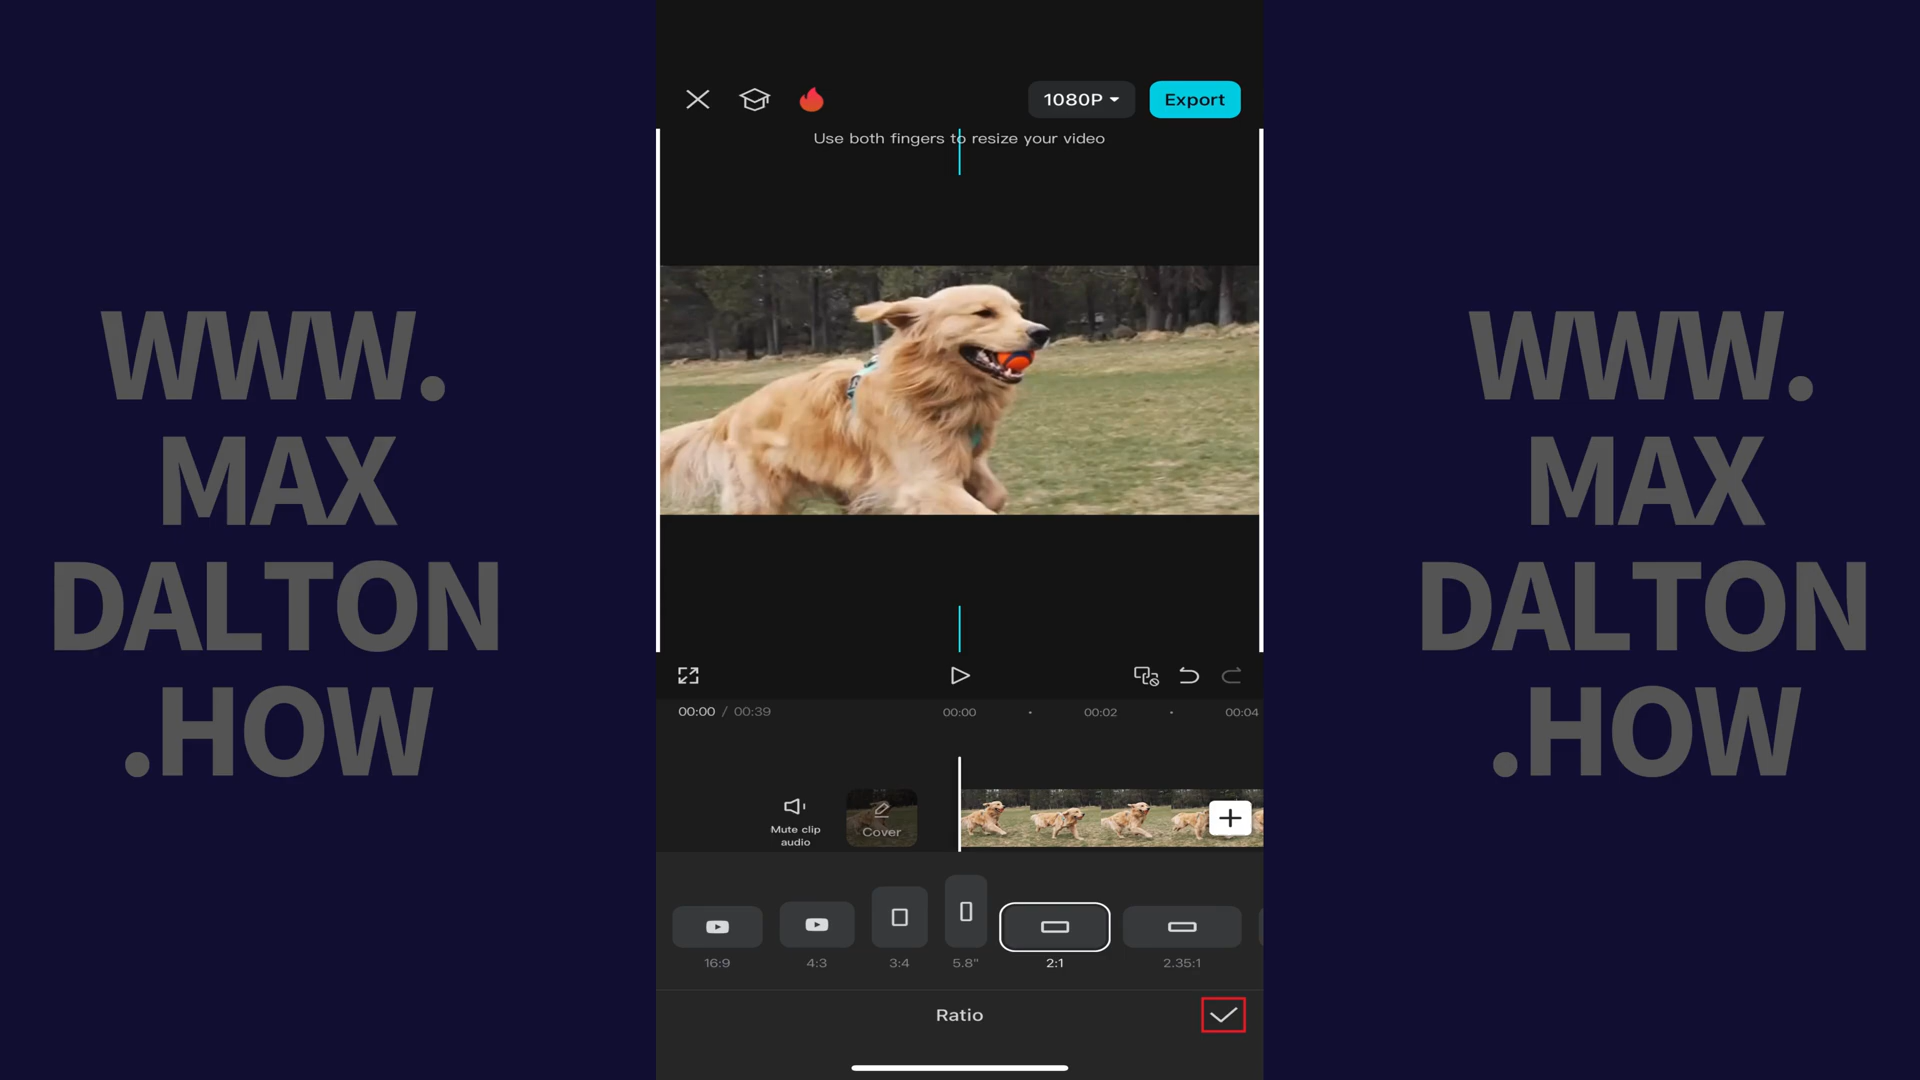 WWW.
MAX
DALTON
.HOW
1080P
Export
Use both fingers to resize your video
00:00 / 00:39
00:00
00:02
00:04
Mute clip
audio
Cover
16:9
4:3
3:4
5.8"
2:1
2.35:1
Ratio
WWW.
MAX
DALTON
.HOW